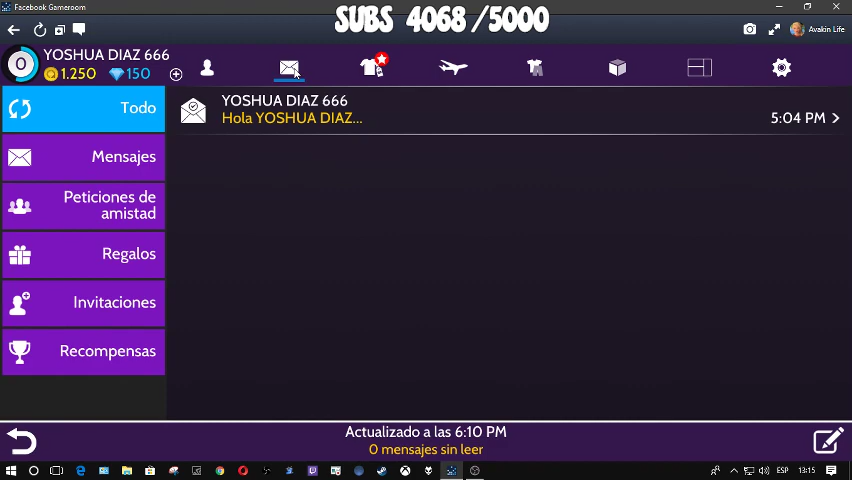 Facebook Gameroom
SUBS 4068/5000
Avakin Life
0
YOSHUA DIAZ 666
1.250 150
Todo
Mensajes
Peticiones de
amistad
Regalos
Invitaciones
Recompensas
YOSHUA DIAZ 666
Hola YOSHUA DIAZ...
5:04 PM
Actualizado a las 6:10 PM
0 mensajes sin leer
ESP
13:15